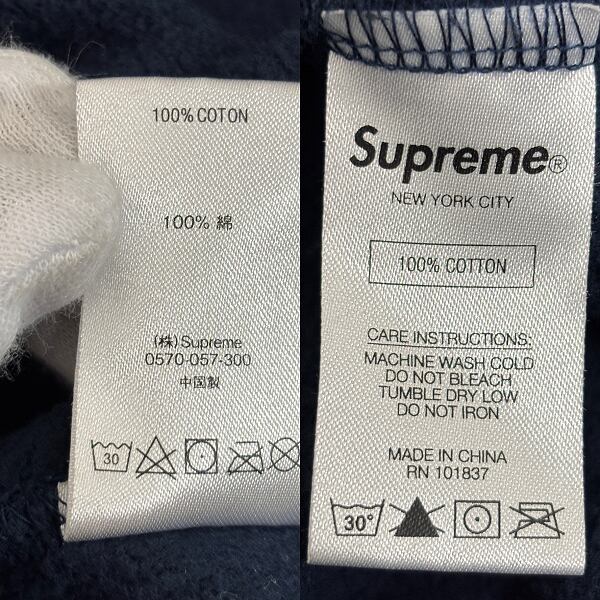 100% COTON
100% 綿
(株)Supreme
0570-057-300
中国製
30
Supreme®
NEW YORK CITY
100% COTTON
CARE INSTRUCTIONS:
MACHINE WASH COLD
DO NOT BLEACH
TUMBLE DRY LOW
DO NOT IRON
MADE IN CHINA
RN 101837
30°